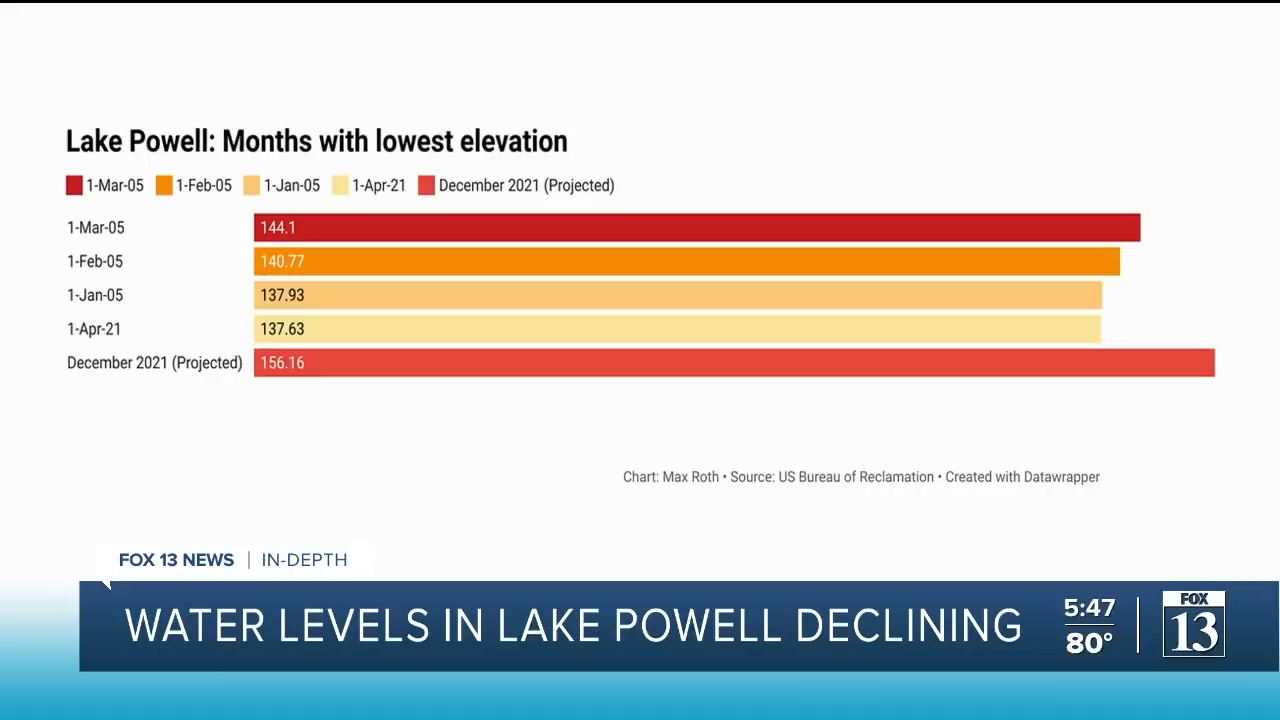 Lake Powell: Months with lowest elevation
1-Mar-05 1-Feb-05 1-Jan-05 1-Apr-21 December 2021 (Projected)
1-Mar-05 144.1
1-Feb-05 140.77
1-Jan-05 137.93
1-Apr-21 137.63
December 2021 (Projected) 156.16
Chart: Max Roth • Source: US Bureau of Reclamation • Created with Datawrapper
FOX 13 NEWS | IN-DEPTH
WATER LEVELS IN LAKE POWELL DECLINING
5:47
80°
FOX
13